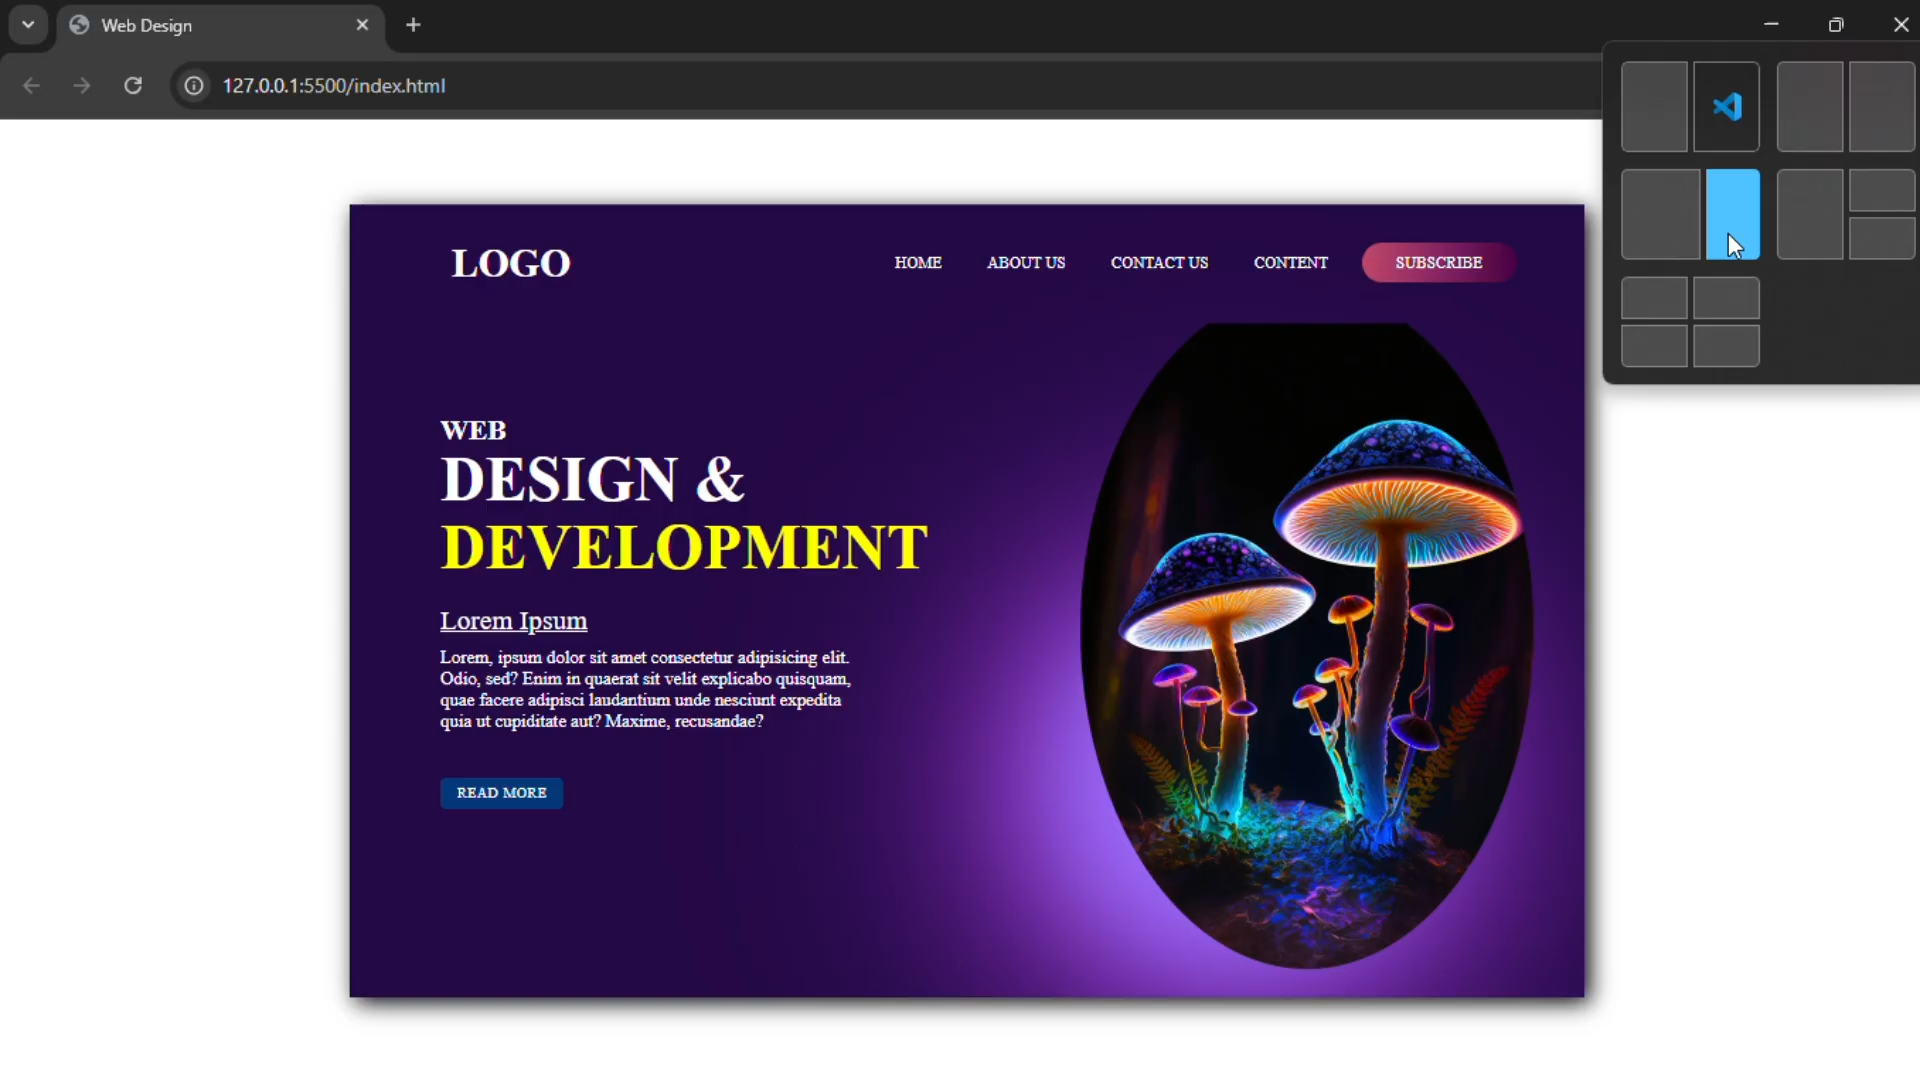 Web Design
127.0.0.1:5500/index.html
LOGO
HOME ABOUT US CONTACT US CONTENT SUBSCRIBE
WEB
DESIGN &
DEVELOPMENT
Lorem Ipsum
Lorem, ipsum dolor sit amet consectetur adipisicing elit.
Odio, sed? Enim in quaerat sit velit explicabo quisquam,
quae facere adipisci laudantium unde nesciunt expedita
quia ut cupiditate aut? Maxime, recusandae?
READ MORE